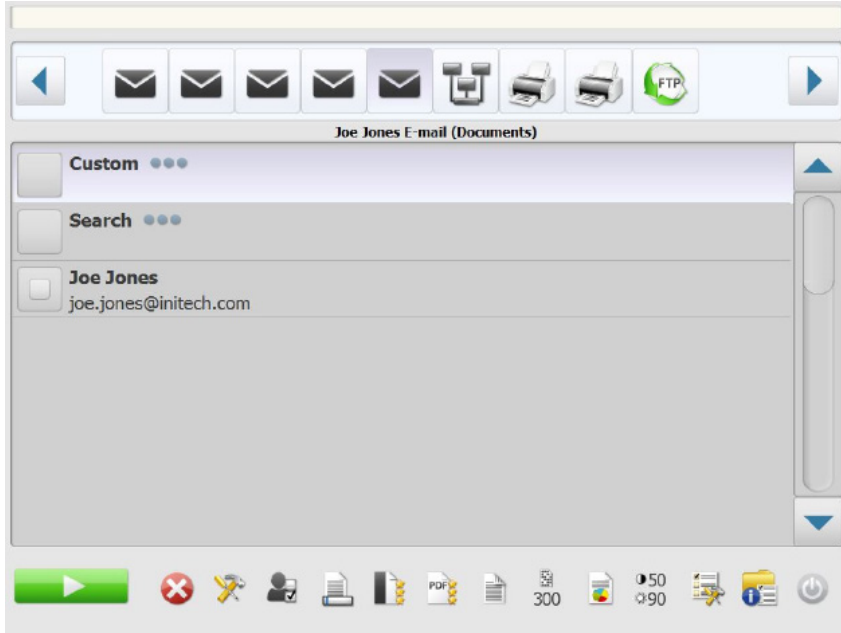 FTP
Joe Jones E-mail (Documents)
Custom
Search
Joe Jones
joe.jones@initech.com
PDF
300
50
90